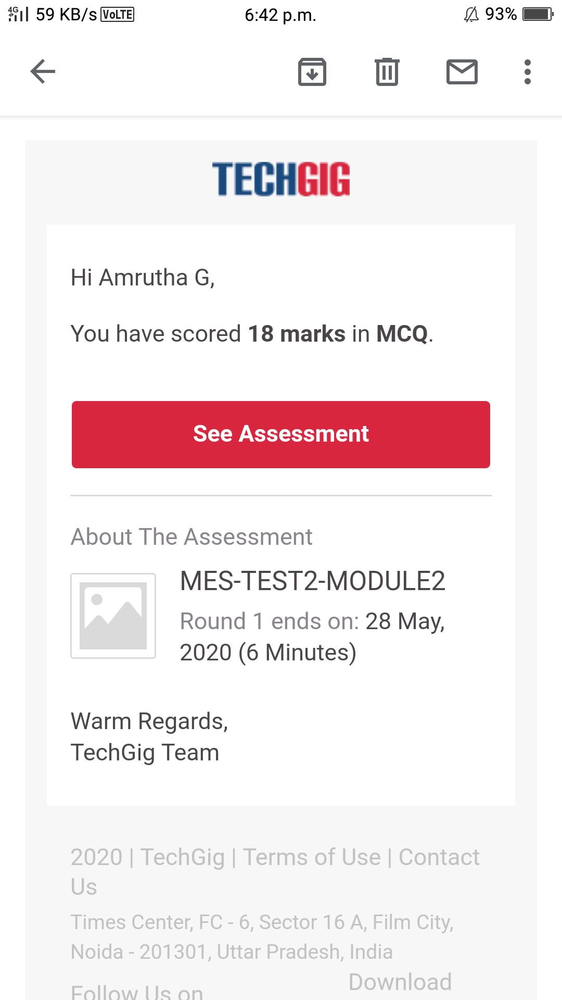 4G 59 KB/s VoLTE 6:42 p.m. 93%
TECHGIG
Hi Amrutha G,
You have scored 18 marks in MCQ.
See Assessment
About The Assessment
MES-TEST2-MODULE2
Round 1 ends on: 28 May,
2020 (6 Minutes)
Warm Regards,
TechGig Team
2020 | TechGig | Terms of Use | Contact
Us
Times Center, FC - 6, Sector 16 A, Film City,
Noida - 201301, Uttar Pradesh, India
Download
Follow Us on